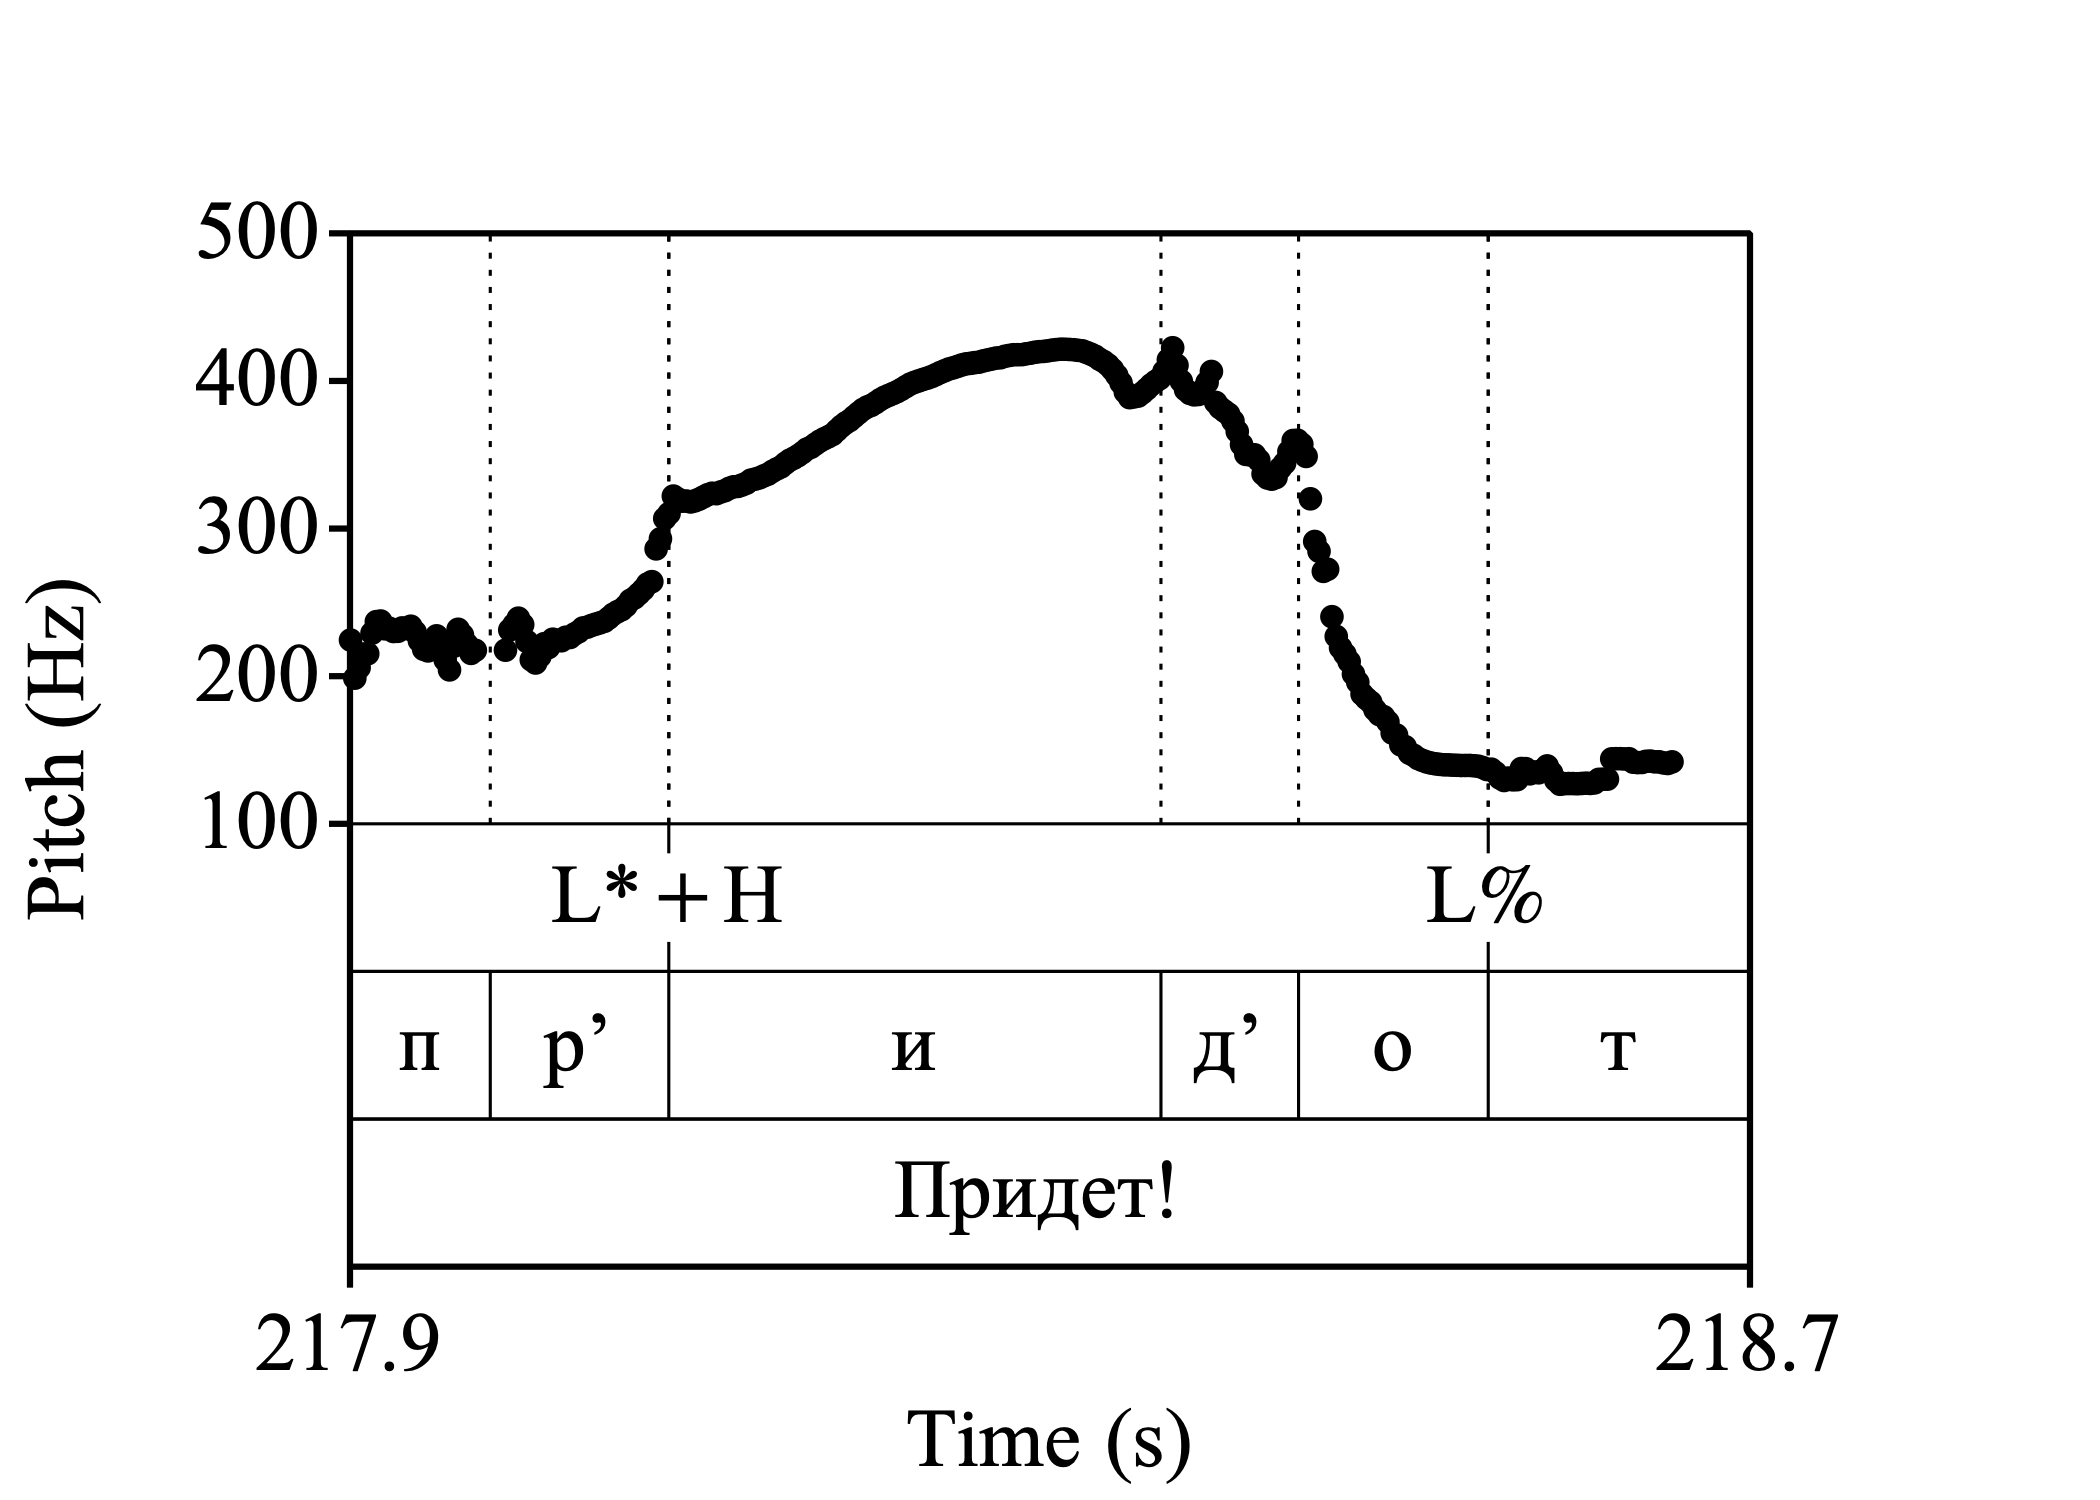 500
400
300
200
100
Pitch (Hz)
L*+H L%
п р’ и д’ о т
Придет!
217.9 218.7
Time (s)